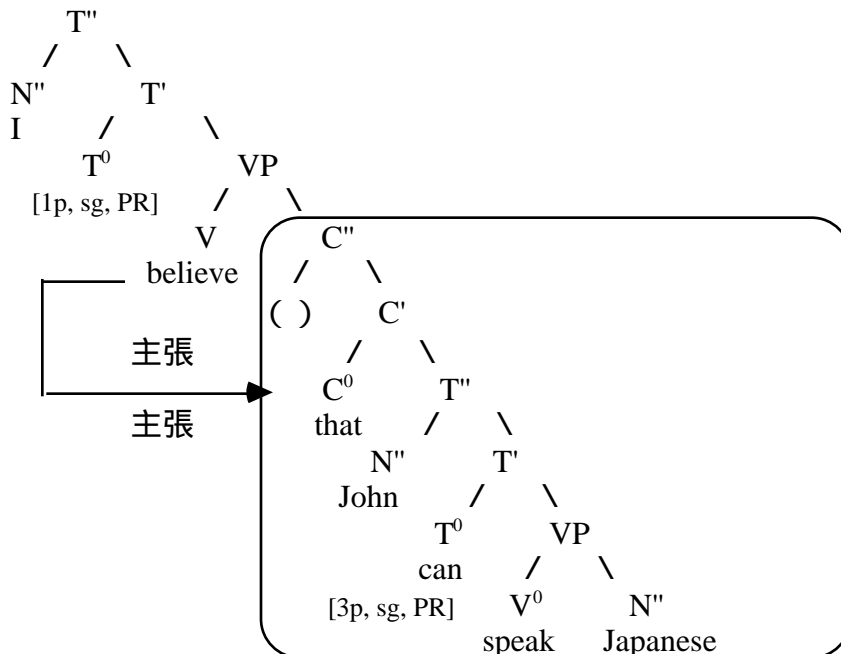 T"
N" T'
I
T⁰ VP
[1p, sg, PR]
V C"
believe
( ) C'
主張
C⁰ T"
主張 that
N" T'
John
T⁰ VP
can
[3p, sg, PR] V⁰ N"
speak Japanese